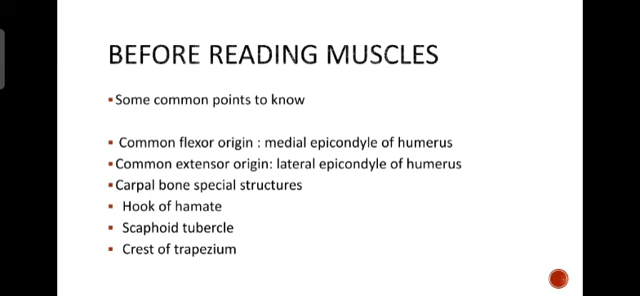 BEFORE READING MUSCLES
▪Some common points to know
▪ Common flexor origin : medial epicondyle of humerus
▪Common extensor origin: lateral epicondyle of humerus
▪Carpal bone special structures
▪ Hook of hamate
▪ Scaphoid tubercle
▪ Crest of trapezium